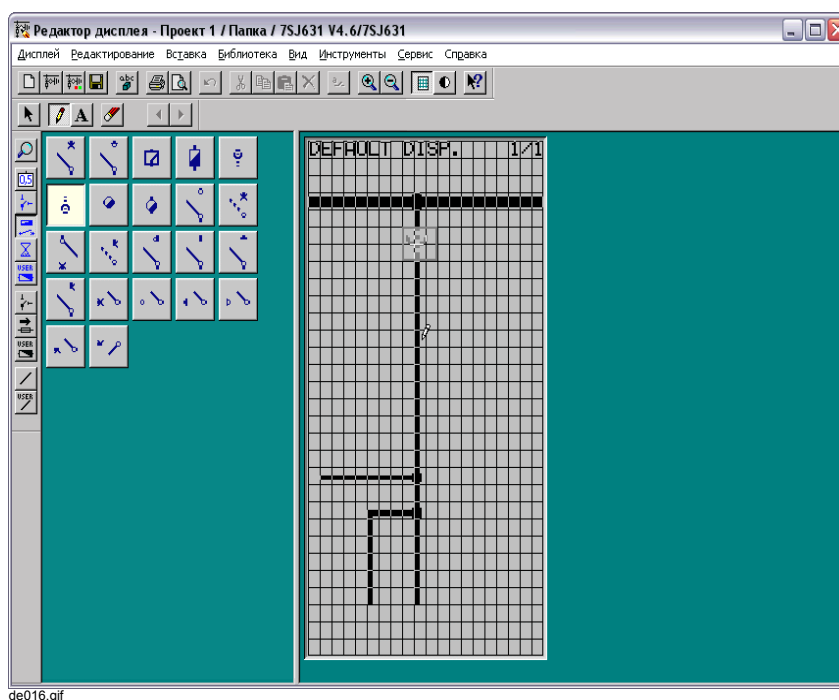 Редактор дисплея - Проект 1 / Папка / 7SJ631 V4.6/7SJ631
Дисплей Редактирование Вставка Библиотека Вид Инструменты Сервис Справка
abc
A
0,5
USER
USER
USER
DEFAULT DISP. 1/1
de016.gif